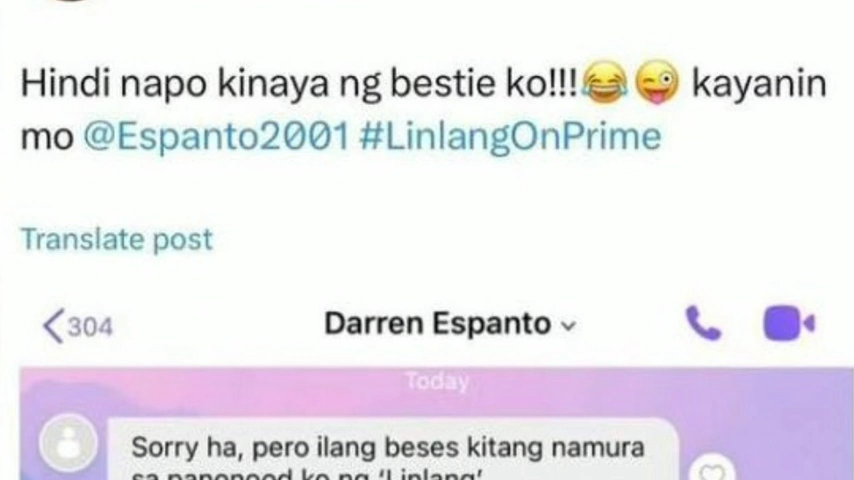 Hindi napo kinaya ng bestie ko!!!😂😜 kayanin
mo @Espanto2001 #LinlangOnPrime
Translate post
304
Darren Espanto
Today
Sorry ha, pero ilang beses kitang namura
sa panonood ko ng 'Linlang'